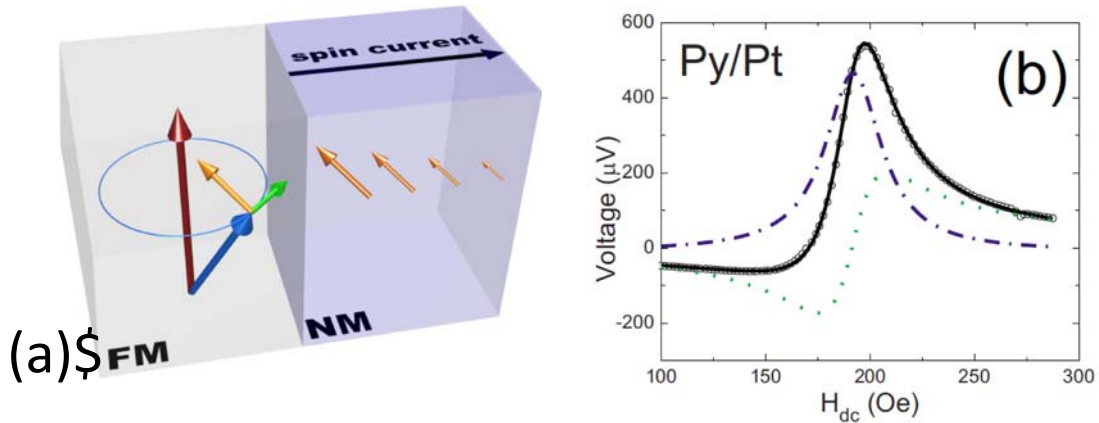 spin current
FM
NM
(a)$
Py/Pt
(b)
Voltage (μV)
600
400
200
0
-200
100
150
200
250
300
H_dc (Oe)